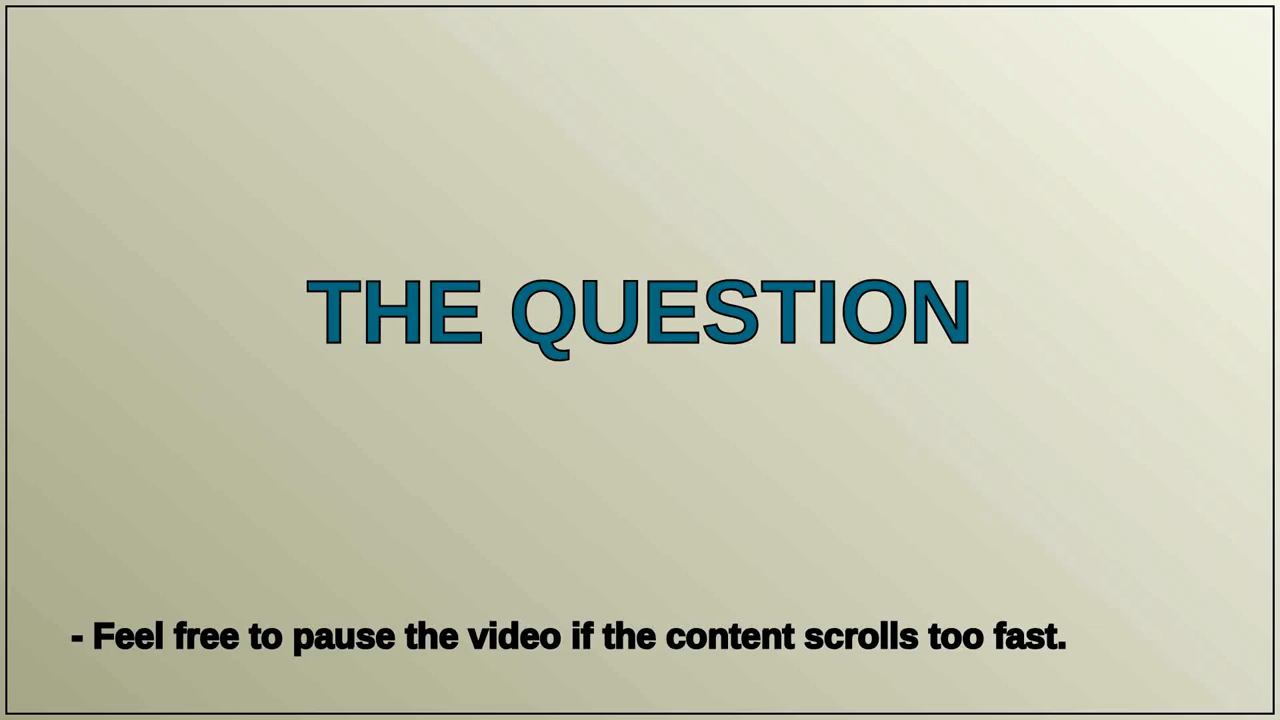 THE QUESTION
- Feel free to pause the video if the content scrolls too fast.